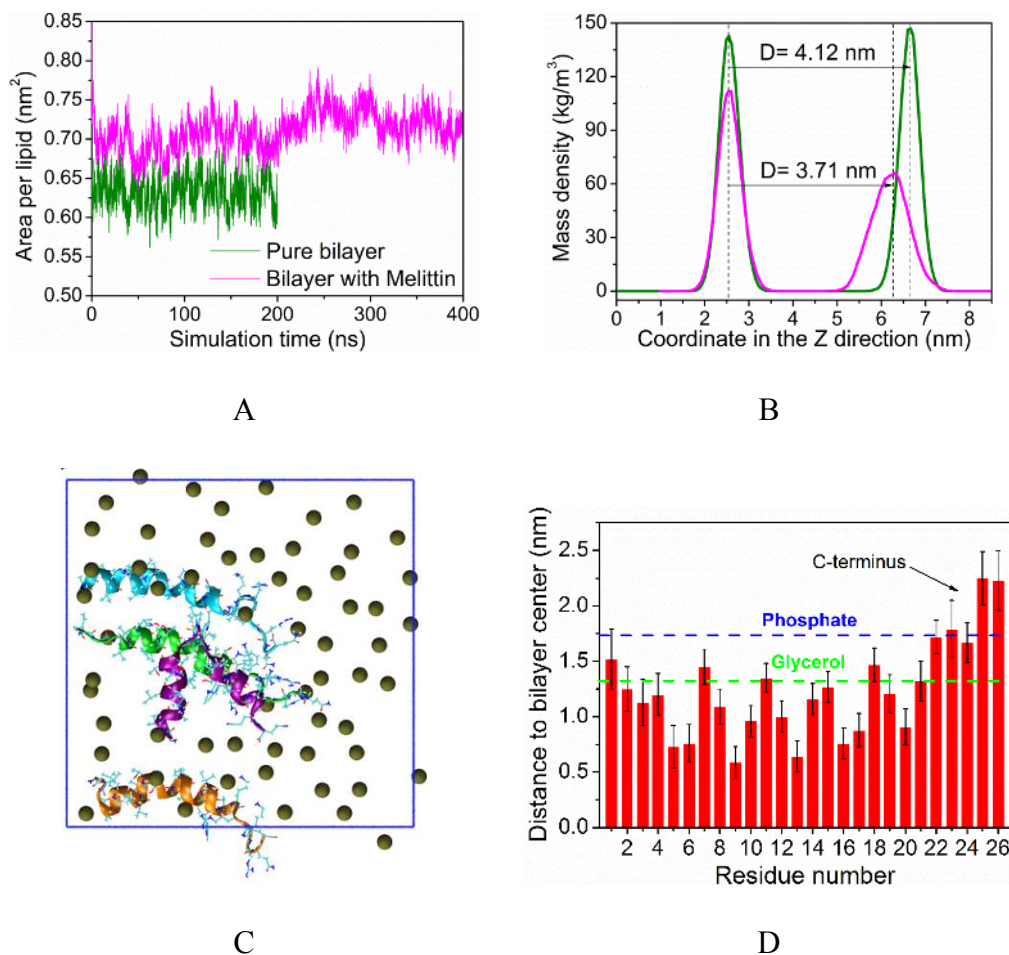 0.85
0.80
0.75
0.70
0.65
0.60
0.55
0.50
Area per lipid (nm²)
Pure bilayer
Bilayer with Melittin
0 100 200 300 400
Simulation time (ns)
A
150
120
90
60
30
0
Mass density (kg/m³)
D= 4.12 nm
D= 3.71 nm
0 1 2 3 4 5 6 7 8
Coordinate in the Z direction (nm)
B
C
2.5
2.0
1.5
1.0
0.5
0.0
Distance to bilayer center (nm)
C-terminus
Phosphate
Glycerol
2 4 6 8 10 12 14 16 18 20 22 24 26
Residue number
D